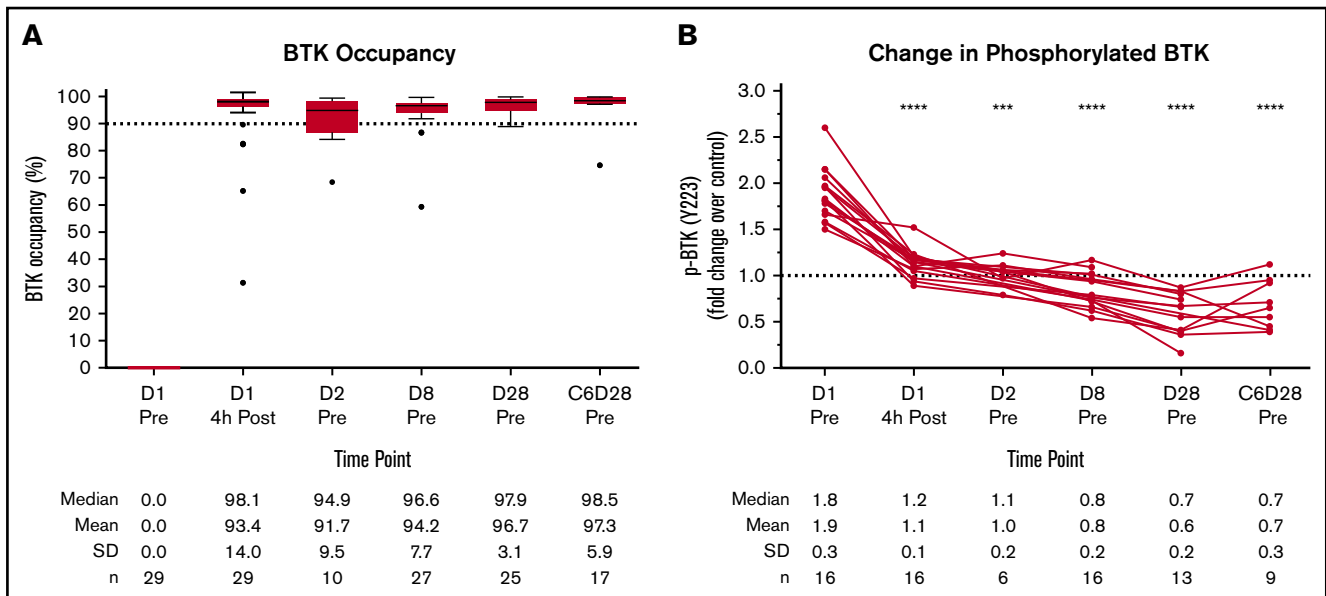 A
BTK Occupancy
BTK occupancy (%)
100
90
80
70
60
50
40
30
20
10
0
D1 D1 D2 D8 D28 C6D28
Pre 4h Post Pre Pre Pre Pre
Time Point
Median 0.0 98.1 94.9 96.6 97.9 98.5
Mean 0.0 93.4 91.7 94.2 96.7 97.3
SD 0.0 14.0 9.5 7.7 3.1 5.9
n 29 29 10 27 25 17
B
Change in Phosphorylated BTK
p-BTK (Y223)
(fold change over control)
3.0
2.5
2.0
1.5
1.0
0.5
0.0
**** *** **** **** ****
D1 D1 D2 D8 D28 C6D28
Pre 4h Post Pre Pre Pre Pre
Time Point
Median 1.8 1.2 1.1 0.8 0.7 0.7
Mean 1.9 1.1 1.0 0.8 0.6 0.7
SD 0.3 0.1 0.2 0.2 0.2 0.3
n 16 16 6 16 13 9